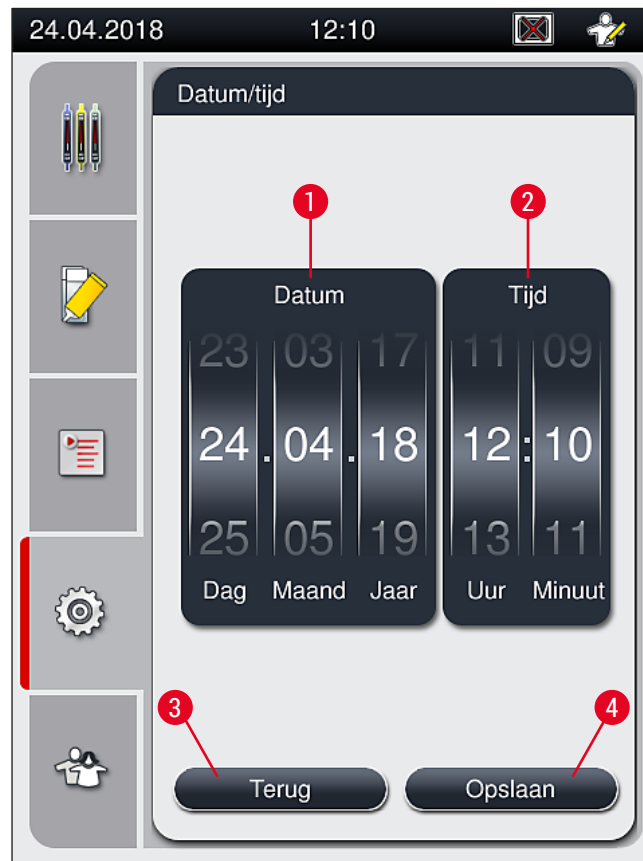 24.04.2018 12:10
Datum/tijd
1 2
Datum Tijd
23 03 17 11 09
24 . 04 . 18 12 : 10
25 05 19 13 11
Dag Maand Jaar Uur Minuut
3 4
Terug Opslaan